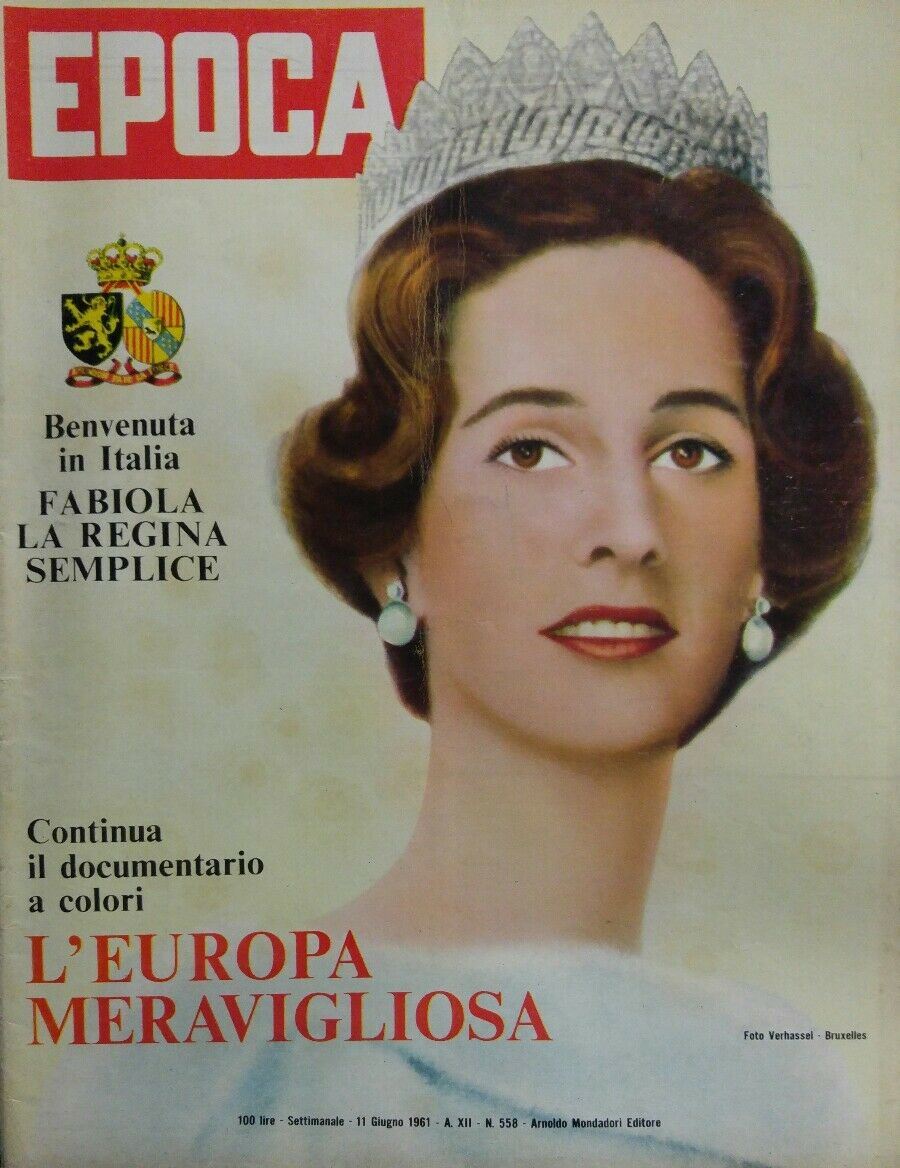 EPOCA
Benvenuta
in Italia
FABIOLA
LA REGINA
SEMPLICE
Continua
il documentario
a colori
L'EUROPA
MERAVIGLIOSA
Foto Verhassel - Bruxelles
100 lire - Settimanale - 11 Giugno 1961 - A. XII - N. 558 - Arnoldo Mondadori Editore